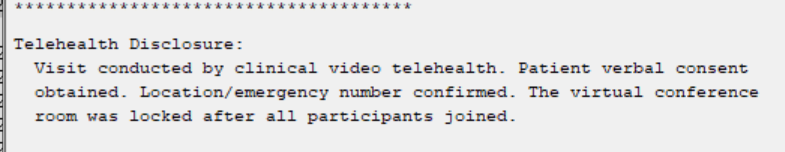 **************************************
Telehealth Disclosure:
Visit conducted by clinical video telehealth. Patient verbal consent
obtained. Location/emergency number confirmed. The virtual conference
room was locked after all participants joined.